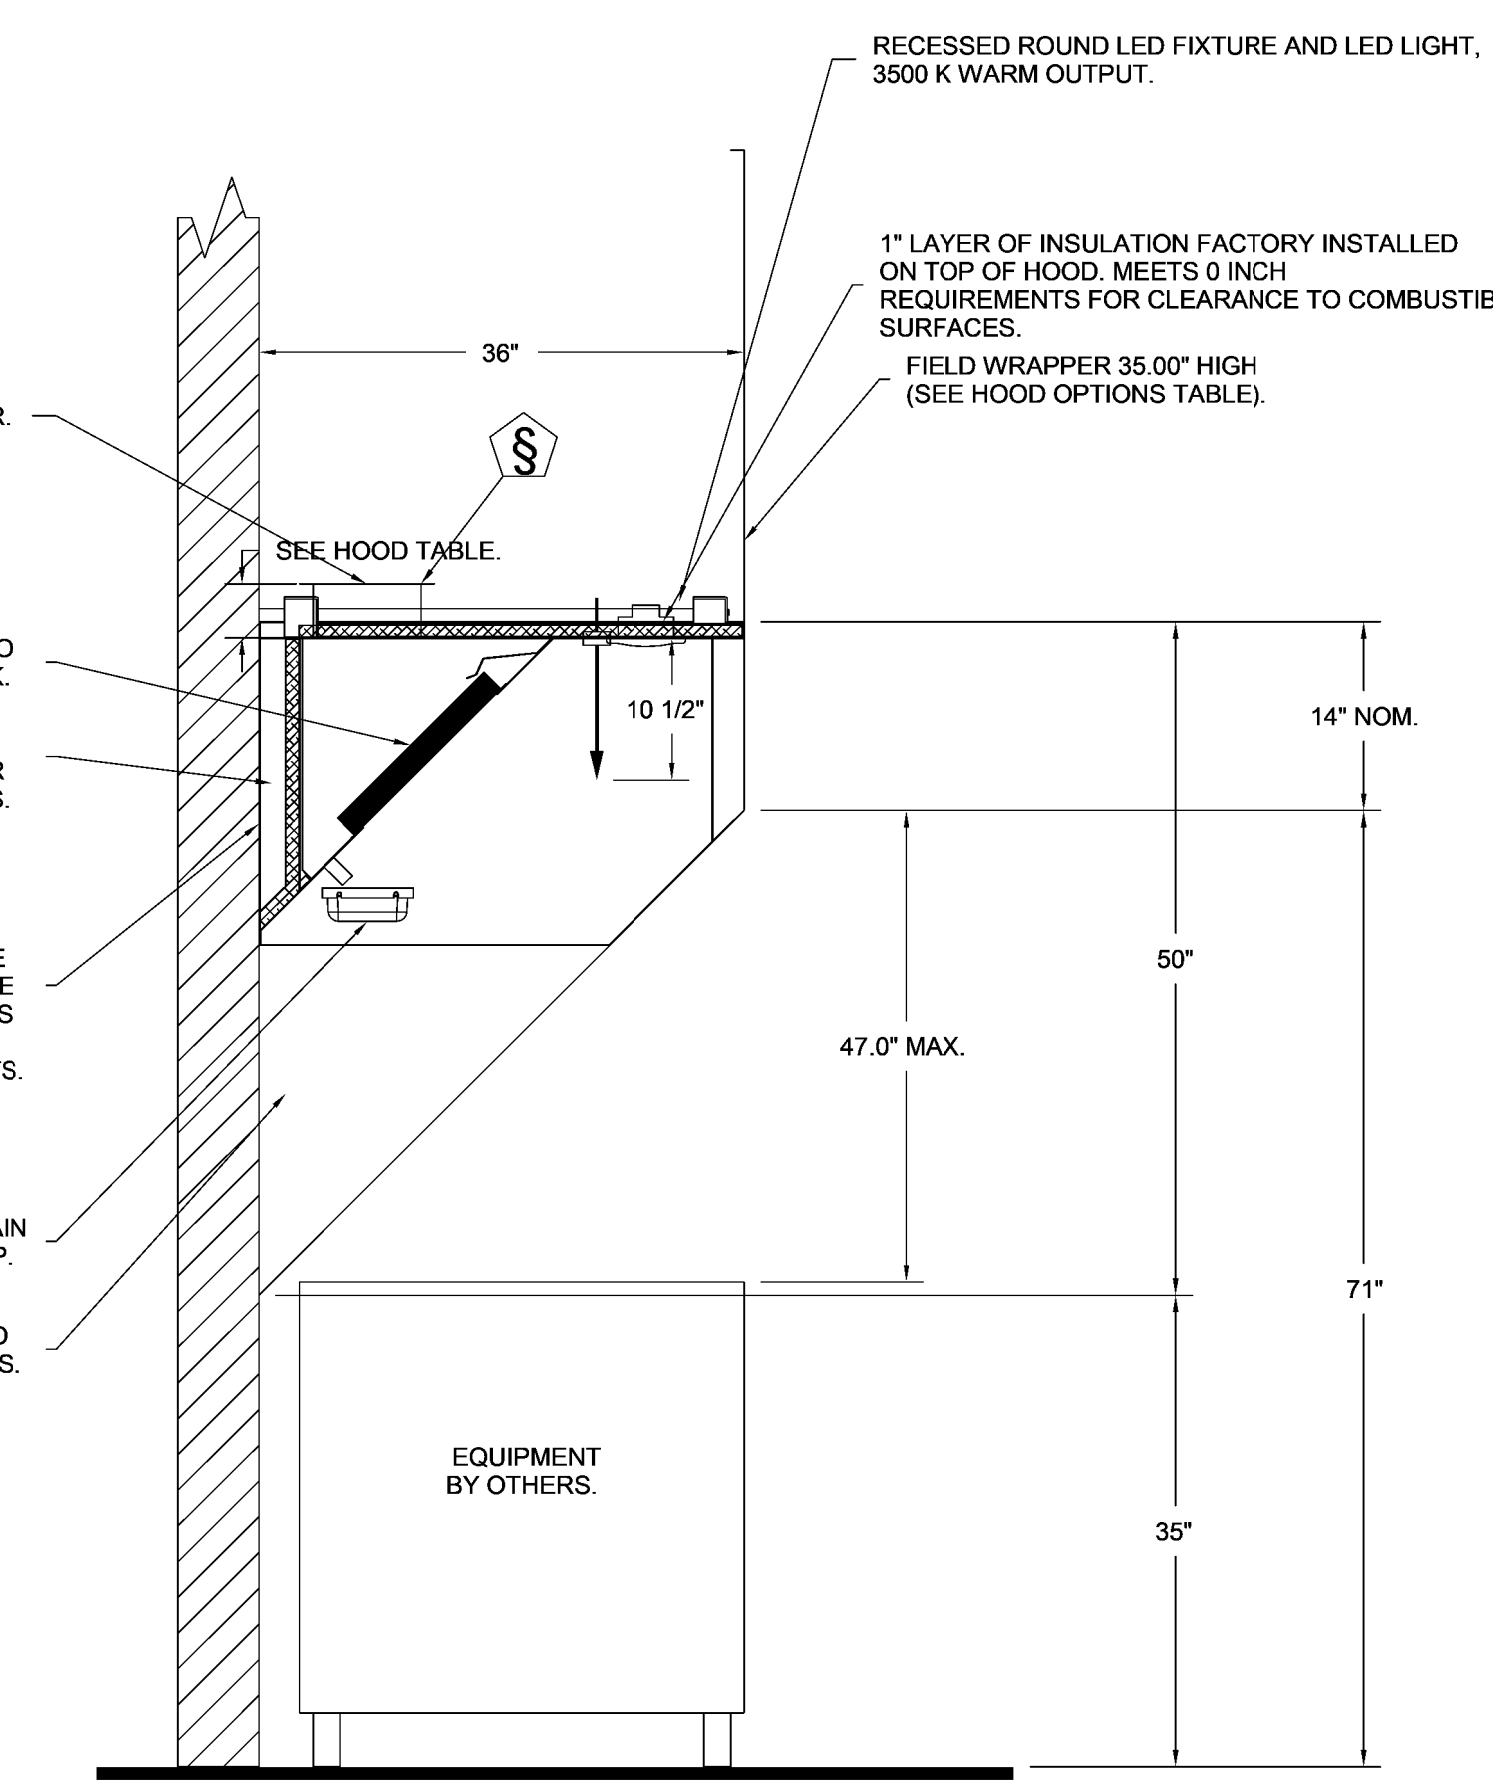 RECESSED ROUND LED FIXTURE AND LED LIGHT,
3500 K WARM OUTPUT.
1" LAYER OF INSULATION FACTORY INSTALLED
ON TOP OF HOOD. MEETS 0 INCH
REQUIREMENTS FOR CLEARANCE TO COMBUSTIB
SURFACES.
36"
FIELD WRAPPER 35.00" HIGH
(SEE HOOD OPTIONS TABLE).
R.
§
SEE HOOD TABLE.
O
K.
10 1/2"
14" NOM.
R
S.
E
E
S
50"
47.0" MAX.
TS.
AIN
P.
71"
D
S.
EQUIPMENT
BY OTHERS.
35"